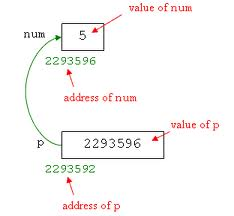 value of num
num 5
2293596
address of num
value of p
p 2293596
2293592
address of p